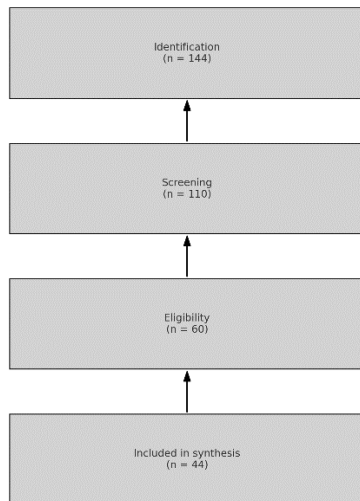 Identification
(n = 144)
Screening
(n = 110)
Eligibility
(n = 60)
Included in synthesis
(n = 44)